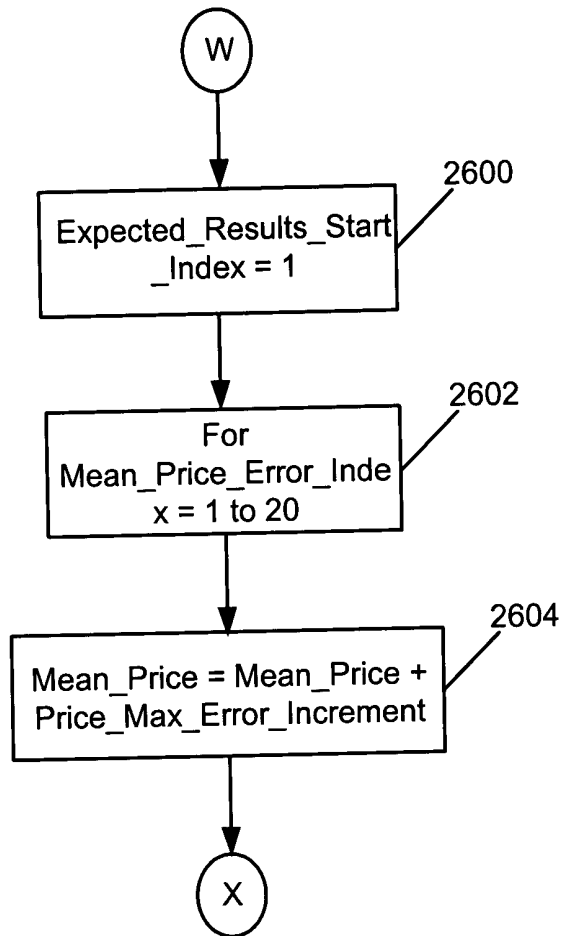 W
2600
Expected_Results_Start
_Index = 1
2602
For
Mean_Price_Error_Inde
x = 1 to 20
2604
Mean_Price = Mean_Price +
Price_Max_Error_Increment
X